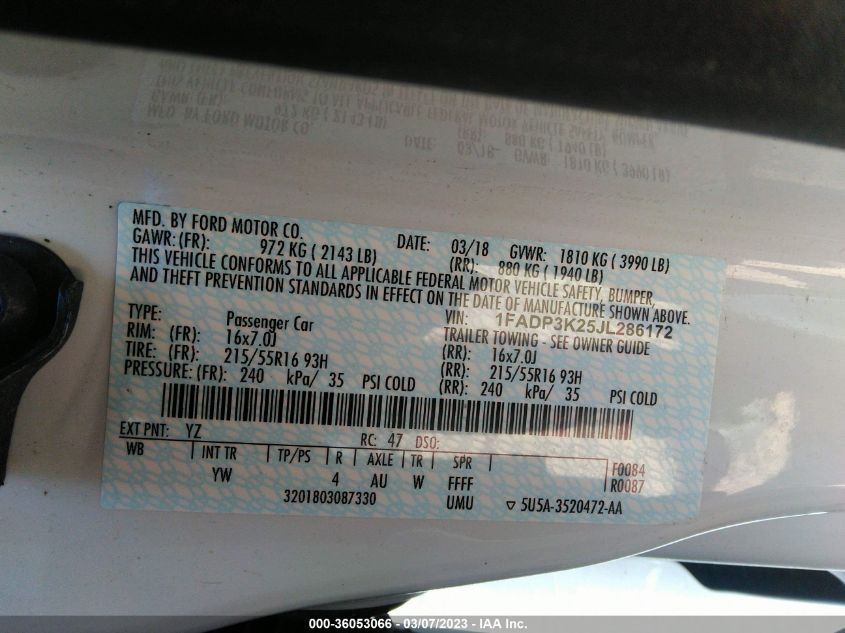 MFD. BY FORD MOTOR CO.
DATE: 03/18 GVWR: 1810 KG ( 3990 LB)
GAWR: (FR): 972 KG ( 2143 LB) (RR): 880 KG ( 1940 LB)
THIS VEHICLE CONFORMS TO ALL APPLICABLE FEDERAL MOTOR VEHICLE SAFETY, BUMPER,
AND THEFT PREVENTION STANDARDS IN EFFECT ON THE DATE OF MANUFACTURE SHOWN ABOVE.
VIN: 1FADP3K25JL286172
TYPE: Passenger Car TRAILER TOWING - SEE OWNER GUIDE
RIM: (FR): 16x7.0J (RR): 16x7.0J
TIRE: (FR): 215/55R16 93H (RR): 215/55R16 93H
PRESSURE: (FR): 240 kPa/ 35 PSI COLD (RR): 240 kPa/ 35 PSI COLD
EXT PNT: YZ RC: 47 DSO:
WB INT TR TP/PS R AXLE TR SPR F0084
YW 4 AU W FFFF R0087
3201803087330 UMU ▽ 5U5A-3520472-AA
000-36053066 - 03/07/2023 - IAA Inc.